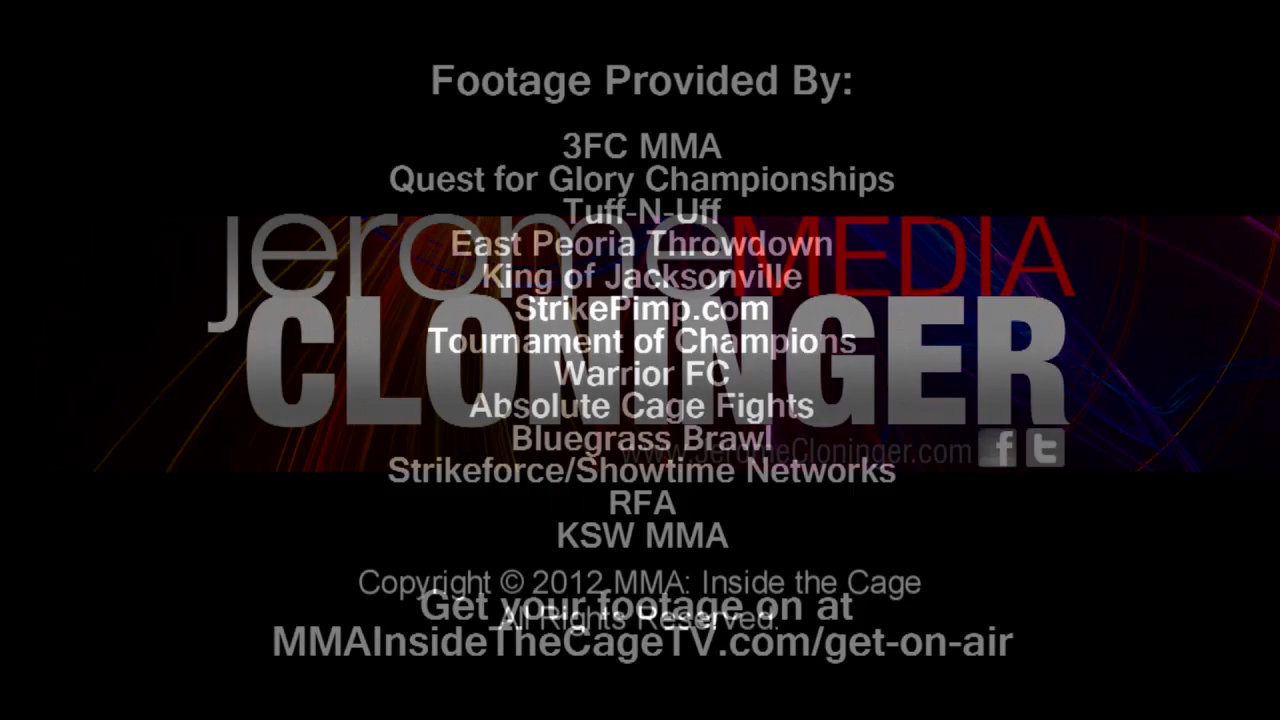 Footage Provided By:
3FC MMA
Quest for Glory Championships
Tuff-N-Uff
jerome MEDIA
East Peoria Throwdown
King of Jacksonville
StrikePimp.com
CLONINGER
Tournament of Champions
Warrior FC
Absolute Cage Fights
Bluegrass Brawl
www.JeromeCloninger.com f t
Strikeforce/Showtime Networks
RFA
KSW MMA
Copyright © 2012 MMA: Inside the Cage
All Rights Reserved.
Get your footage on at
MMAInsideTheCageTV.com/get-on-air